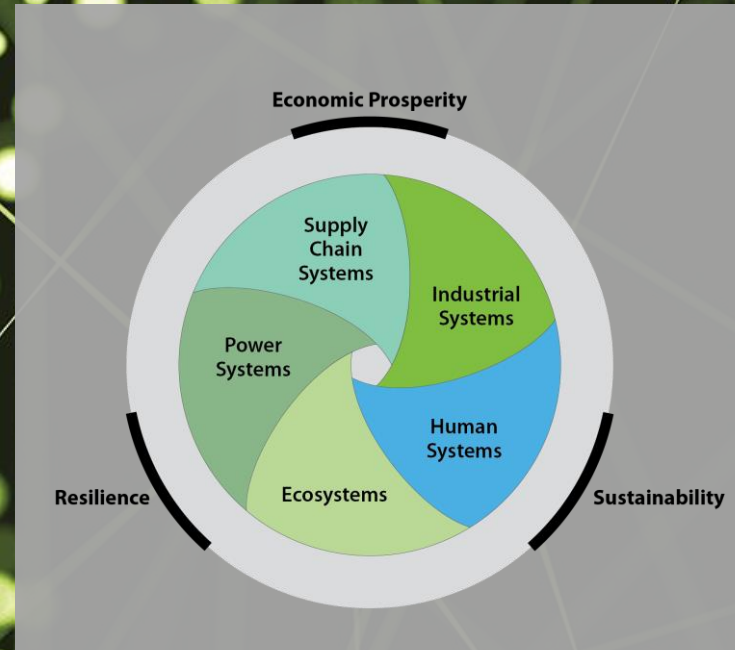 Economic Prosperity
Supply
Chain
Systems
Industrial
Systems
Power
Systems
Human
Systems
Ecosystems
Resilience
Sustainability